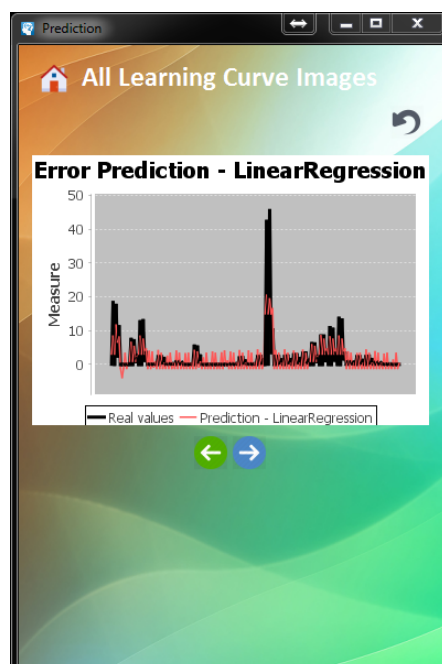 Prediction
All Learning Curve Images
Error Prediction - LinearRegression
50
40
30
20
10
0
Measure
Real values
Prediction - LinearRegression